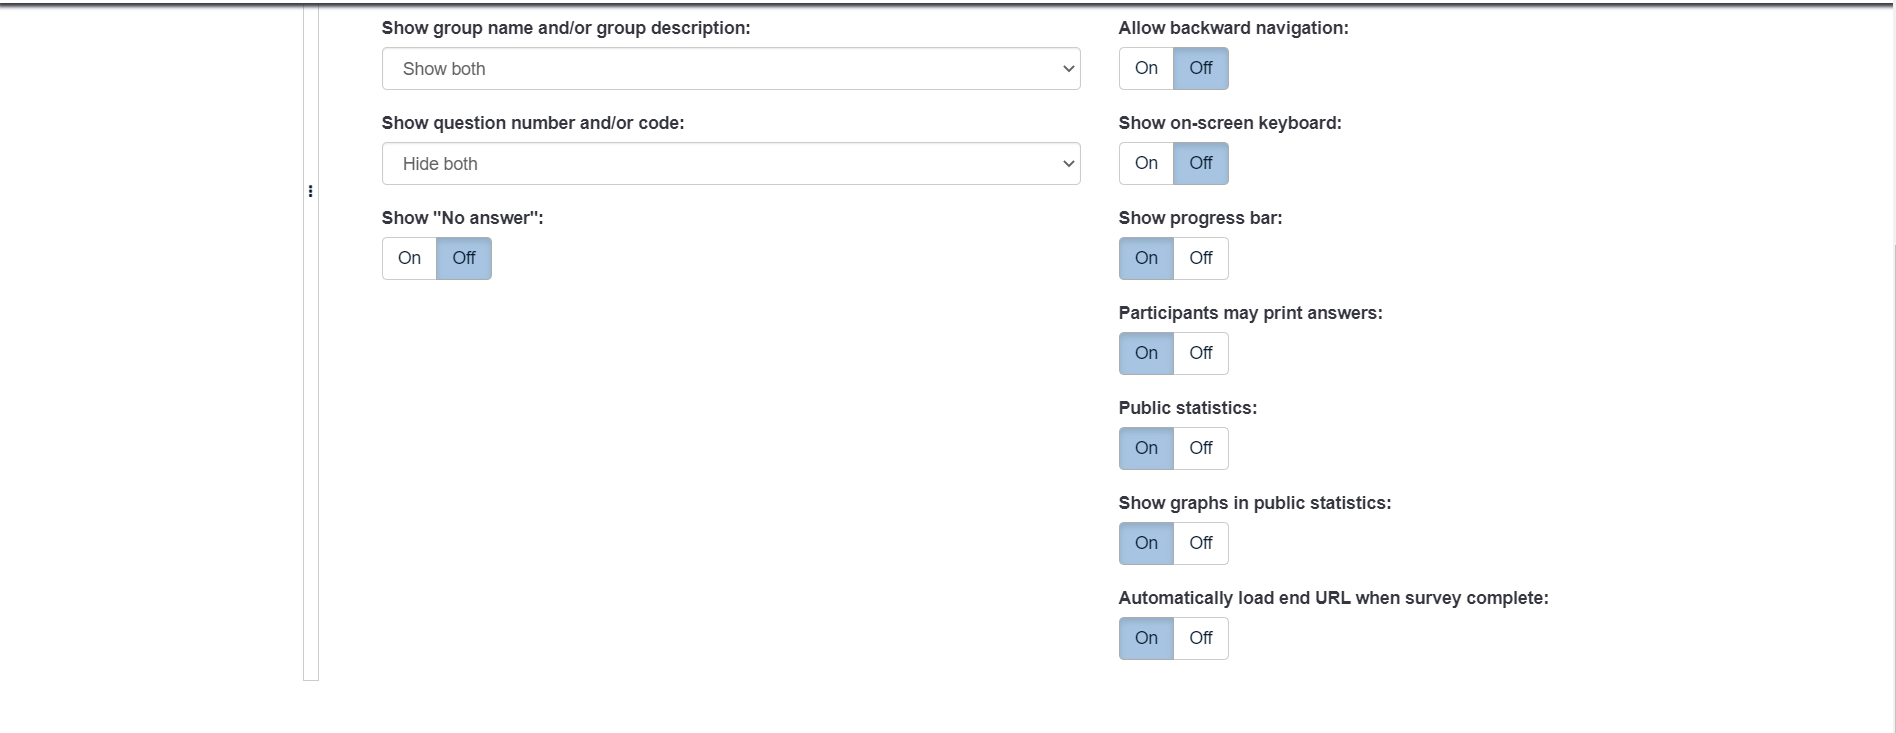 Show group name and/or group description:
Show both
Show question number and/or code:
Hide both
Show "No answer":
On Off
Allow backward navigation:
On Off
Show on-screen keyboard:
On Off
Show progress bar:
On Off
Participants may print answers:
On Off
Public statistics:
On Off
Show graphs in public statistics:
On Off
Automatically load end URL when survey complete:
On Off